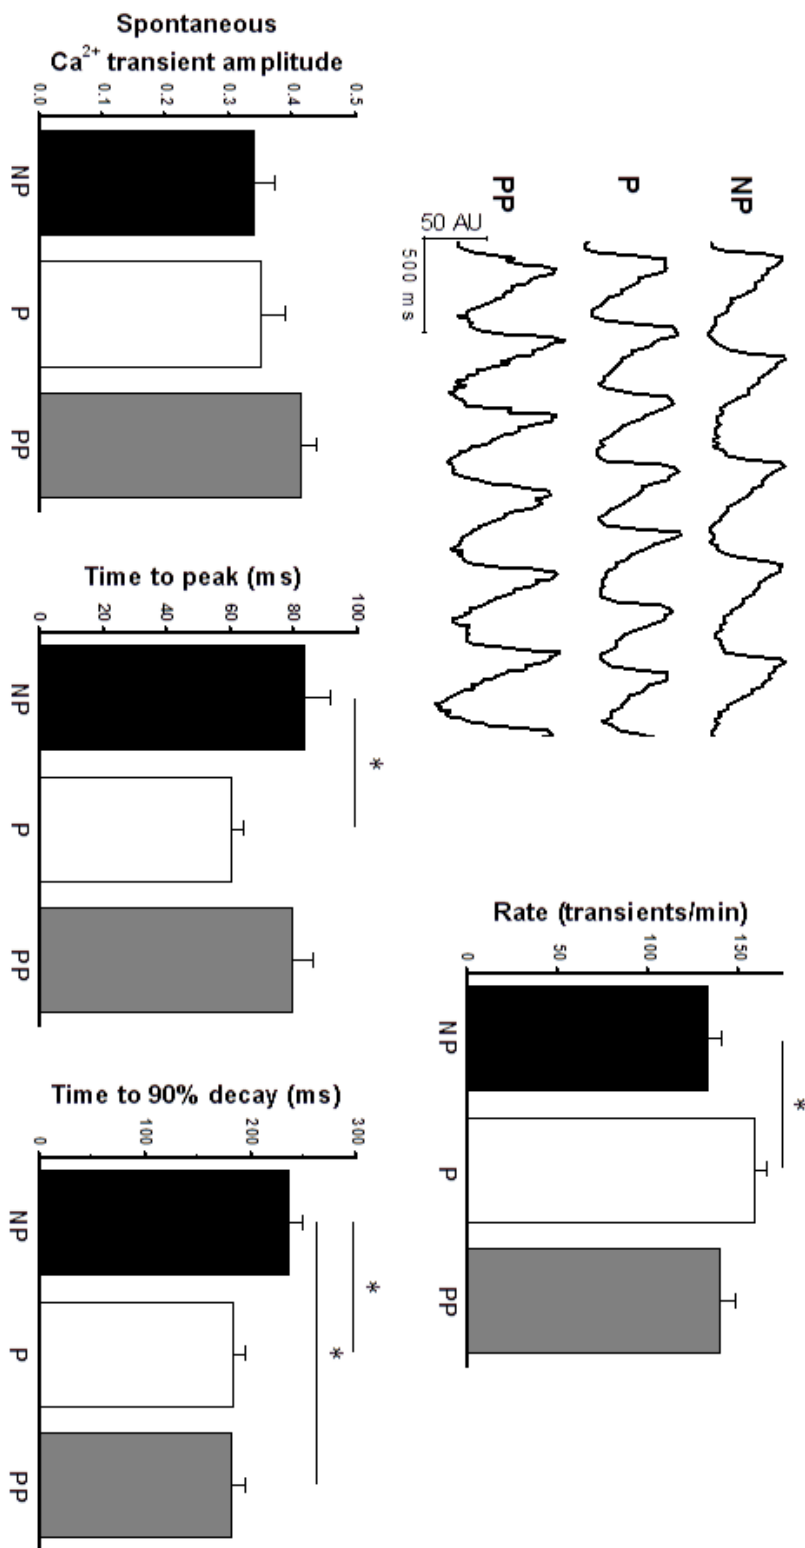 NP
P
PP
50 AU
500 ms
Rate (transients/min)
0
50
100
150
*
NP
P
PP
Spontaneous
Ca²⁺ transient amplitude
0.0
0.1
0.2
0.3
0.4
0.5
NP
P
PP
Time to peak (ms)
0
20
40
60
80
100
*
NP
P
PP
Time to 90% decay (ms)
0
100
200
300
*
*
NP
P
PP